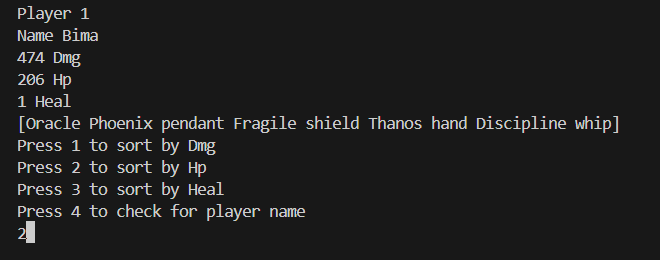 Player 1
Name Bima
474 Dmg
206 Hp
1 Heal
[Oracle Phoenix pendant Fragile shield Thanos hand Discipline whip]
Press 1 to sort by Dmg
Press 2 to sort by Hp
Press 3 to sort by Heal
Press 4 to check for player name
2